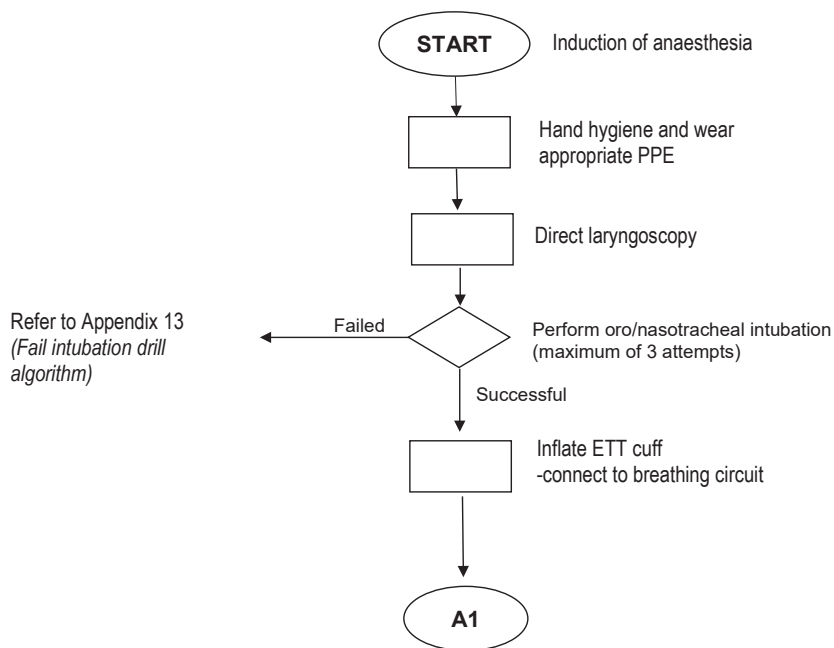 START
Induction of anaesthesia
Hand hygiene and wear
appropriate PPE
Direct laryngoscopy
Refer to Appendix 13
(Fail intubation drill
algorithm)
Failed
Perform oro/nasotracheal intubation
(maximum of 3 attempts)
Successful
Inflate ETT cuff
-connect to breathing circuit
A1